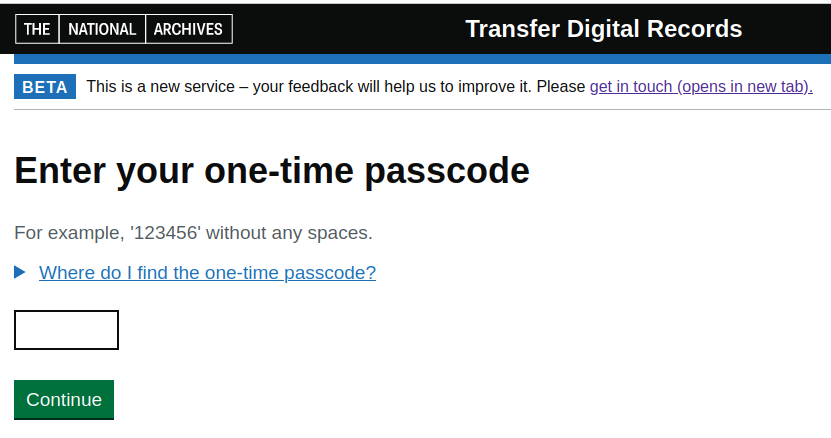 THE NATIONAL ARCHIVES Transfer Digital Records
BETA This is a new service – your feedback will help us to improve it. Please get in touch (opens in new tab).
Enter your one-time passcode
For example, '123456' without any spaces.
Where do I find the one-time passcode?
Continue